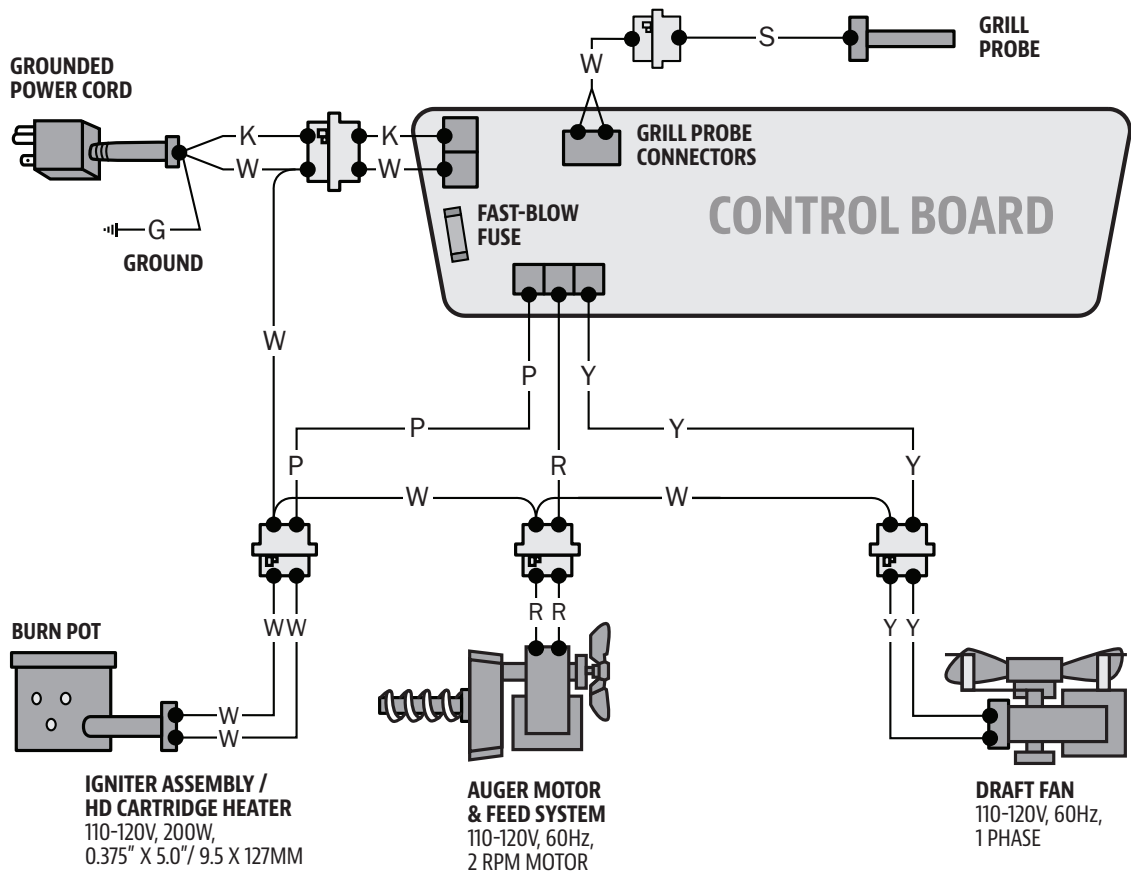 GRILL
PROBE
S
W
GROUNDED
POWER CORD
K
K
W
W
GRILL PROBE
CONNECTORS
CONTROL BOARD
FAST-BLOW
FUSE
G
GROUND
W
P
Y
P
Y
P
R
Y
W
W
R R
W W
Y Y
BURN POT
W
W
IGNITER ASSEMBLY /
HD CARTRIDGE HEATER
110-120V, 200W,
0.375" X 5.0"/ 9.5 X 127MM
AUGER MOTOR
& FEED SYSTEM
110-120V, 60Hz,
2 RPM MOTOR
DRAFT FAN
110-120V, 60Hz,
1 PHASE